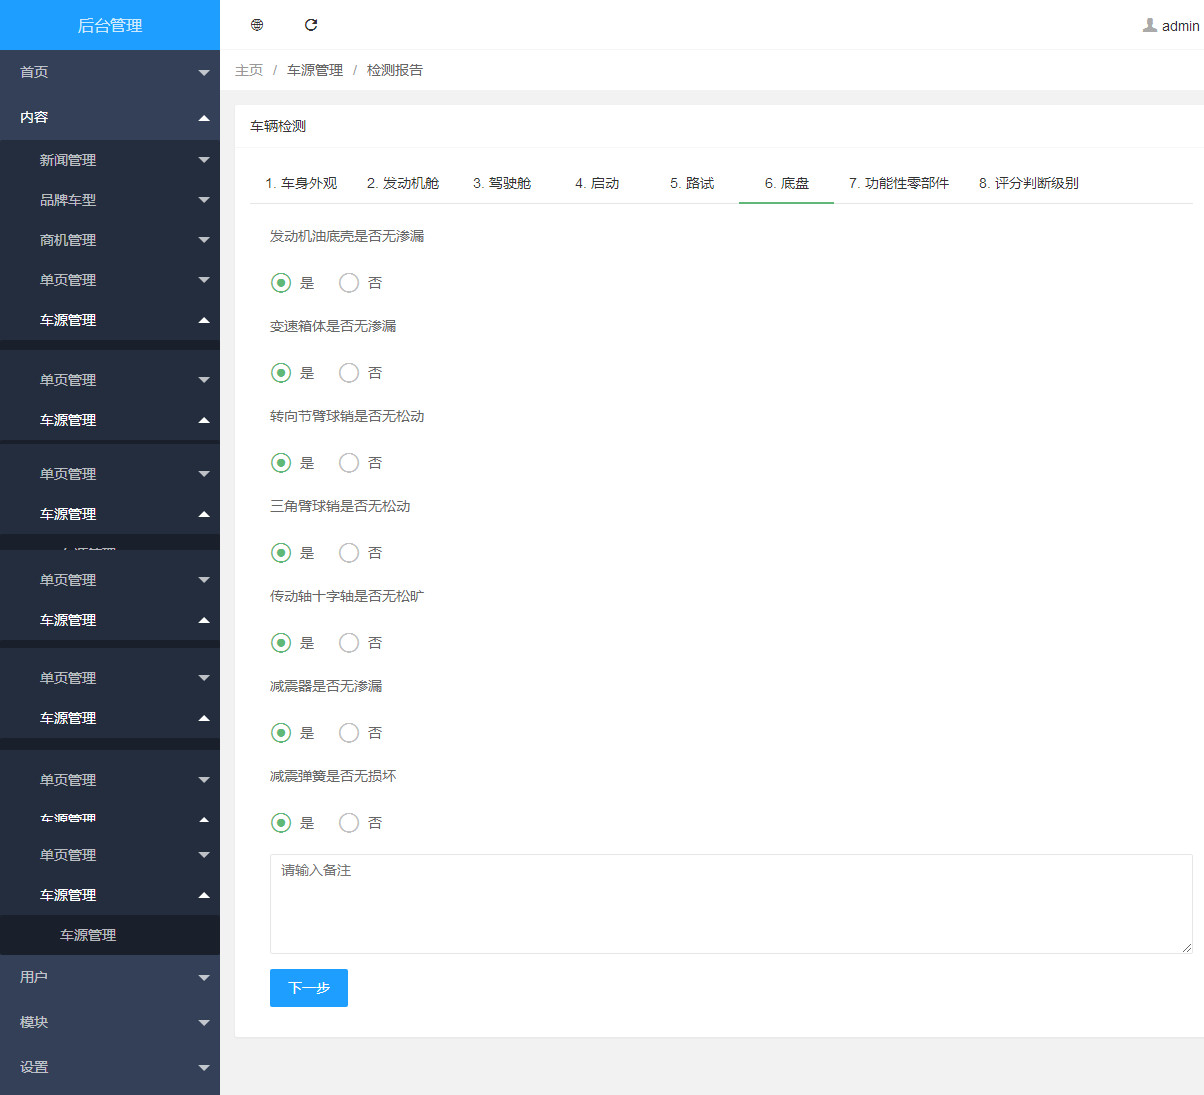 后台管理
admin
主页 / 车源管理 / 检测报告
首页
内容
新闻管理
品牌车型
商机管理
单页管理
车源管理
单页管理
车源管理
单页管理
车源管理
车源管理
单页管理
车源管理
单页管理
车源管理
单页管理
车源管理
单页管理
车源管理
车源管理
用户
模块
设置
车辆检测
1. 车身外观 2. 发动机舱 3. 驾驶舱 4. 启动 5. 路试 6. 底盘 7. 功能性零部件 8. 评分判断级别
发动机油底壳是否无渗漏
是 否
变速箱体是否无渗漏
是 否
转向节臂球销是否无松动
是 否
三角臂球销是否无松动
是 否
传动轴十字轴是否无松旷
是 否
减震器是否无渗漏
是 否
减震弹簧是否无损坏
是 否
请输入备注
下一步